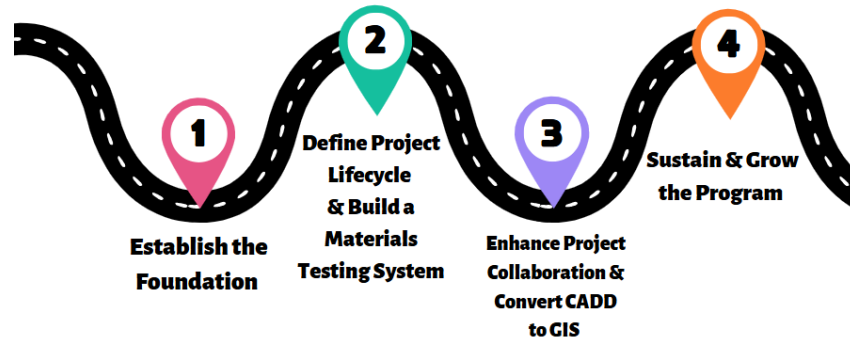 1
Establish the
Foundation
2
Define Project
Lifecycle
& Build a
Materials
Testing System
3
Enhance Project
Collaboration &
Convert CADD
to GIS
4
Sustain & Grow
the Program